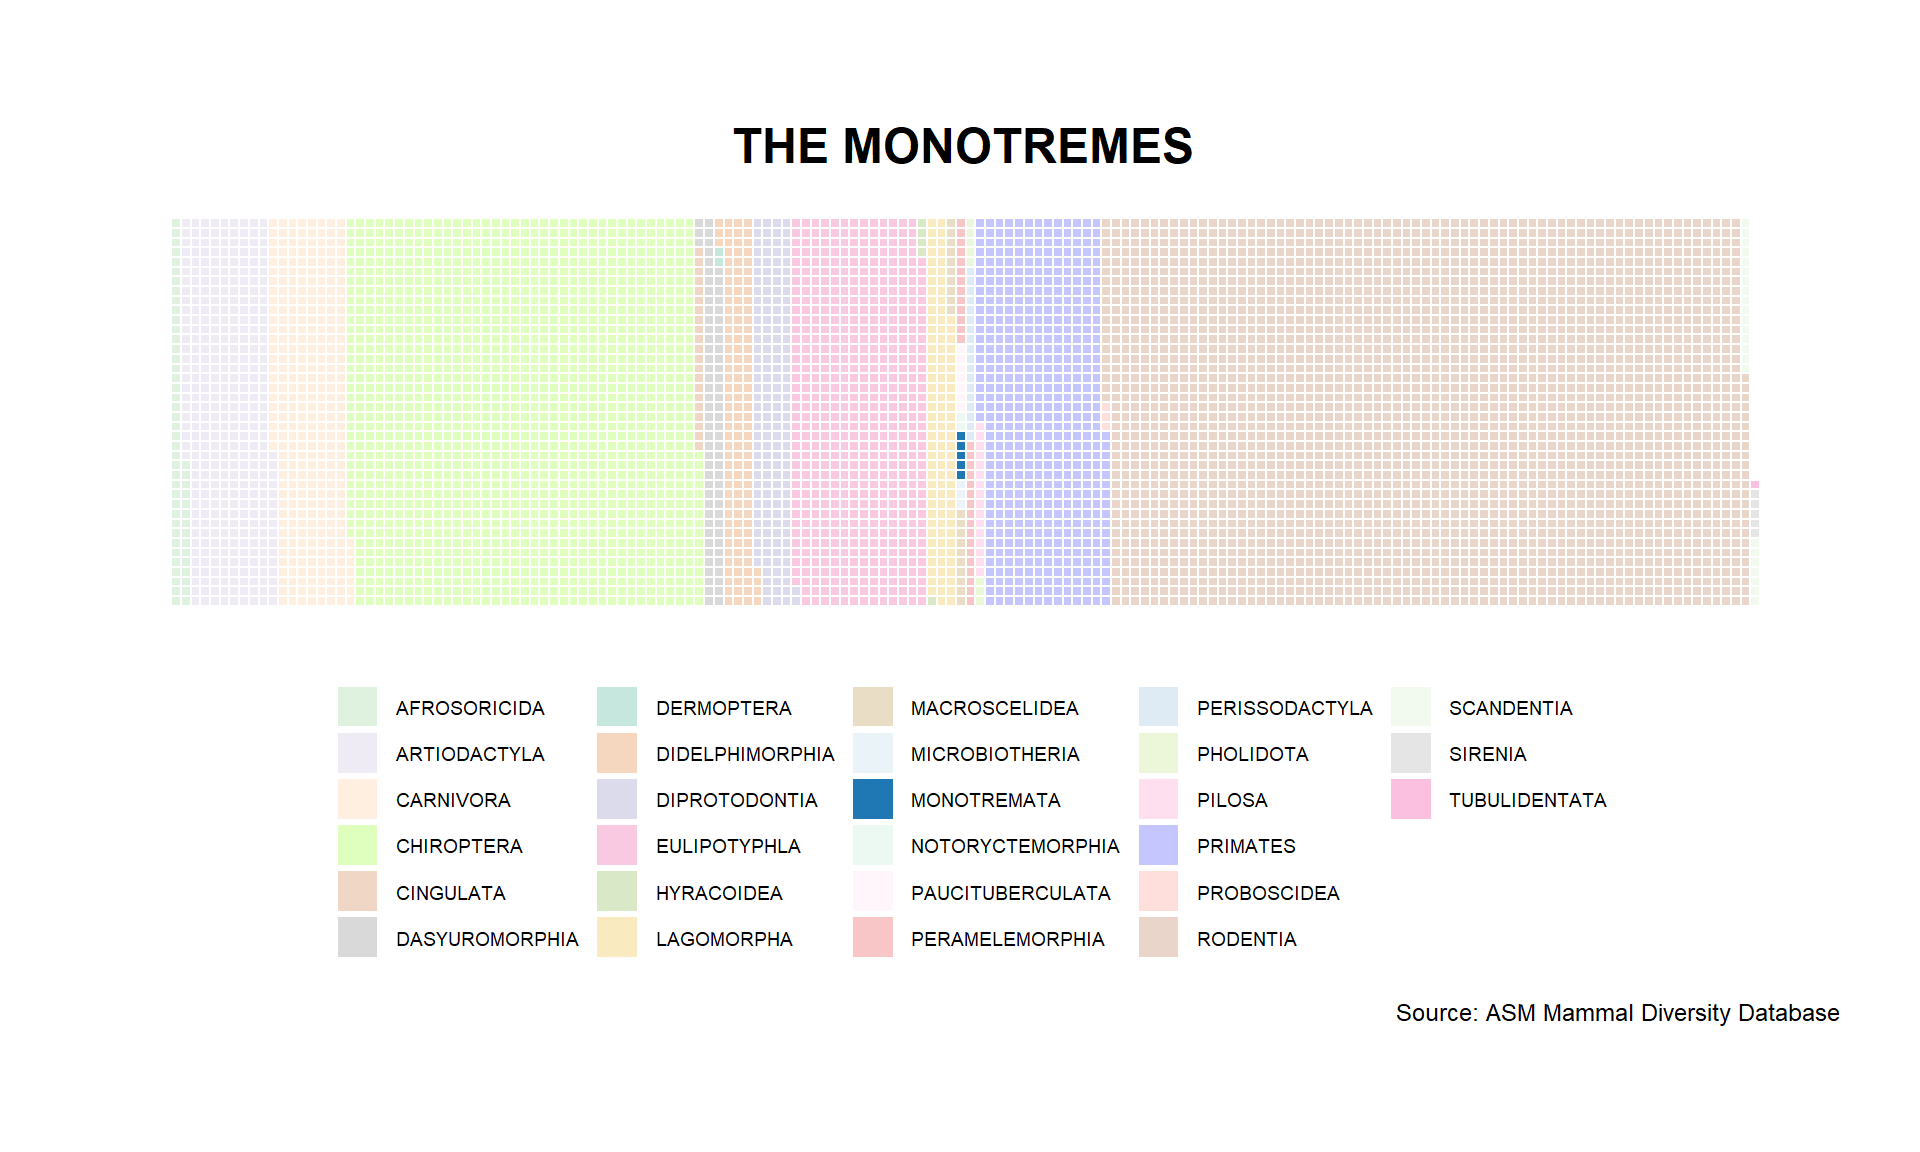 THE MONOTREMES
AFROSORICIDA
ARTIODACTYLA
CARNIVORA
CHIROPTERA
CINGULATA
DASYUROMORPHIA
DERMOPTERA
DIDELPHIMORPHIA
DIPROTODONTIA
EULIPOTYPHLA
HYRACOIDEA
LAGOMORPHA
MACROSCELIDEA
MICROBIOTHERIA
MONOTREMATA
NOTORYCTEMORPHIA
PAUCITUBERCULATA
PERAMELEMORPHIA
PERISSODACTYLA
PHOLIDOTA
PILOSA
PRIMATES
PROBOSCIDEA
RODENTIA
SCANDENTIA
SIRENIA
TUBULIDENTATA
Source: ASM Mammal Diversity Database